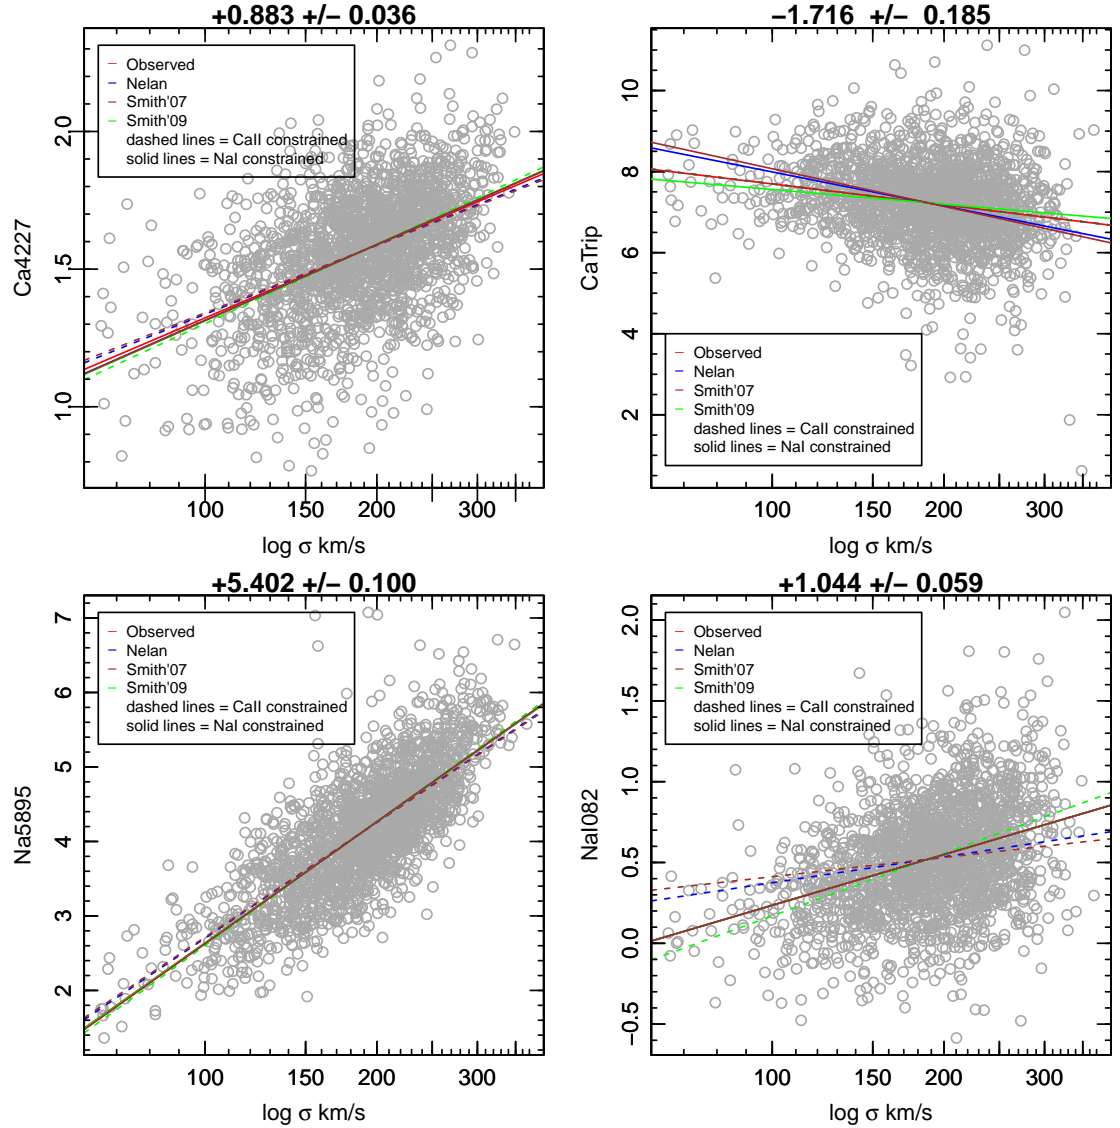 +0.883 +/− 0.036
Observed
Nelan
Smith'07
Smith'09
dashed lines = CaII constrained
solid lines = NaI constrained
Ca4227
1.0
1.5
2.0
100
150
200
300
log σ km/s
−1.716 +/− 0.185
CaTrip
2
4
6
8
10
Observed
Nelan
Smith'07
Smith'09
dashed lines = CaII constrained
solid lines = NaI constrained
100
150
200
300
log σ km/s
+5.402 +/− 0.100
Observed
Nelan
Smith'07
Smith'09
dashed lines = CaII constrained
solid lines = NaI constrained
Na5895
2
3
4
5
6
7
100
150
200
300
log σ km/s
+1.044 +/− 0.059
Observed
Nelan
Smith'07
Smith'09
dashed lines = CaII constrained
solid lines = NaI constrained
NaI082
−0.5
0.0
0.5
1.0
1.5
2.0
100
150
200
300
log σ km/s